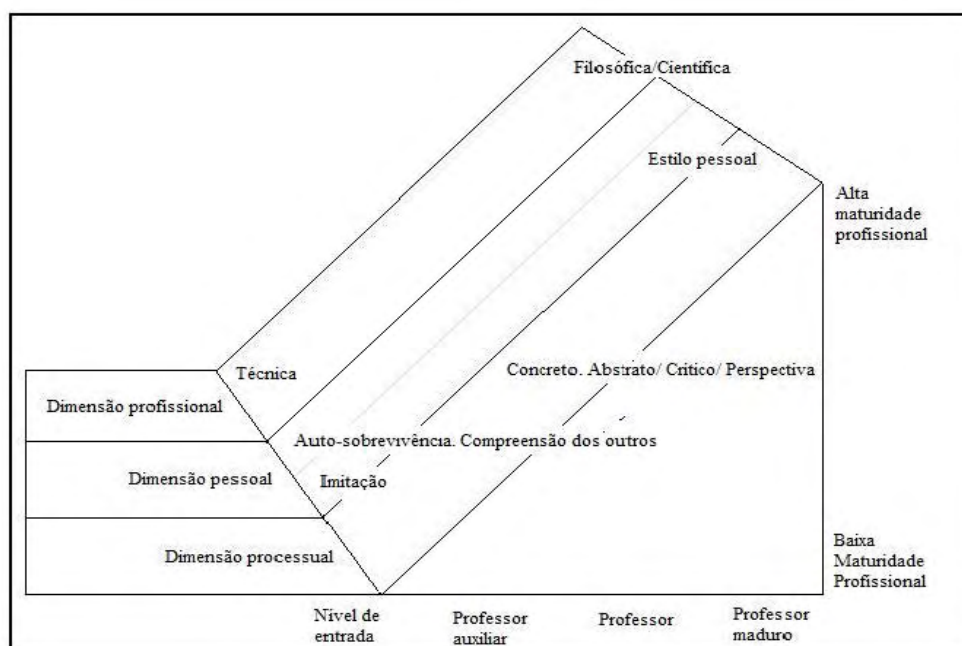 Filosófica/Científica
Estilo pessoal
Alta
maturidade
profissional
Técnica
Concreto. Abstrato/ Critico/ Perspectiva
Dimensão profissional
Auto-sobrevivência. Compreensão dos outros
Dimensão pessoal
Imitação
Dimensão processual
Baixa
Maturidade
Profissional
Nível de
entrada
Professor
auxiliar
Professor
Professor
maduro